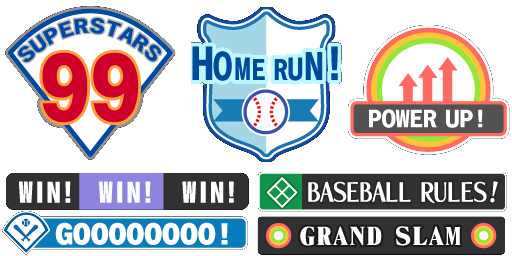 SUPERSTARS
99
HOME RUN!
POWER UP!
WIN! WIN! WIN!
BASEBALL RULES!
GOOOOOOOO!
GRAND SLAM